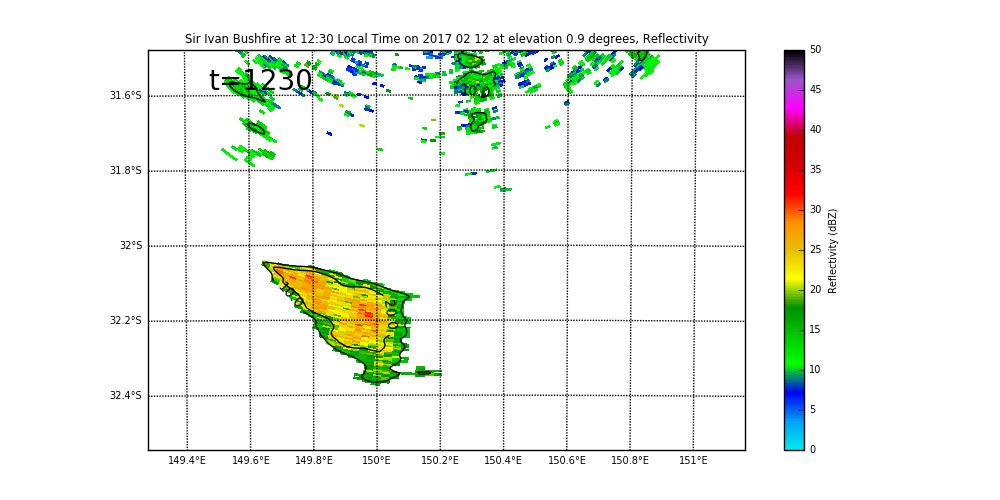 Sir Ivan Bushfire at 12:30 Local Time on 2017 02 12 at elevation 0.9 degrees, Reflectivity
t=1230
31.6°S
31.8°S
32°S
32.2°S
32.4°S
149.4°E 149.6°E 149.8°E 150°E 150.2°E 150.4°E 150.6°E 150.8°E 151°E
10.0
20.0
50
45
40
35
30
25
20
15
10
5
0
Reflectivity (dBZ)